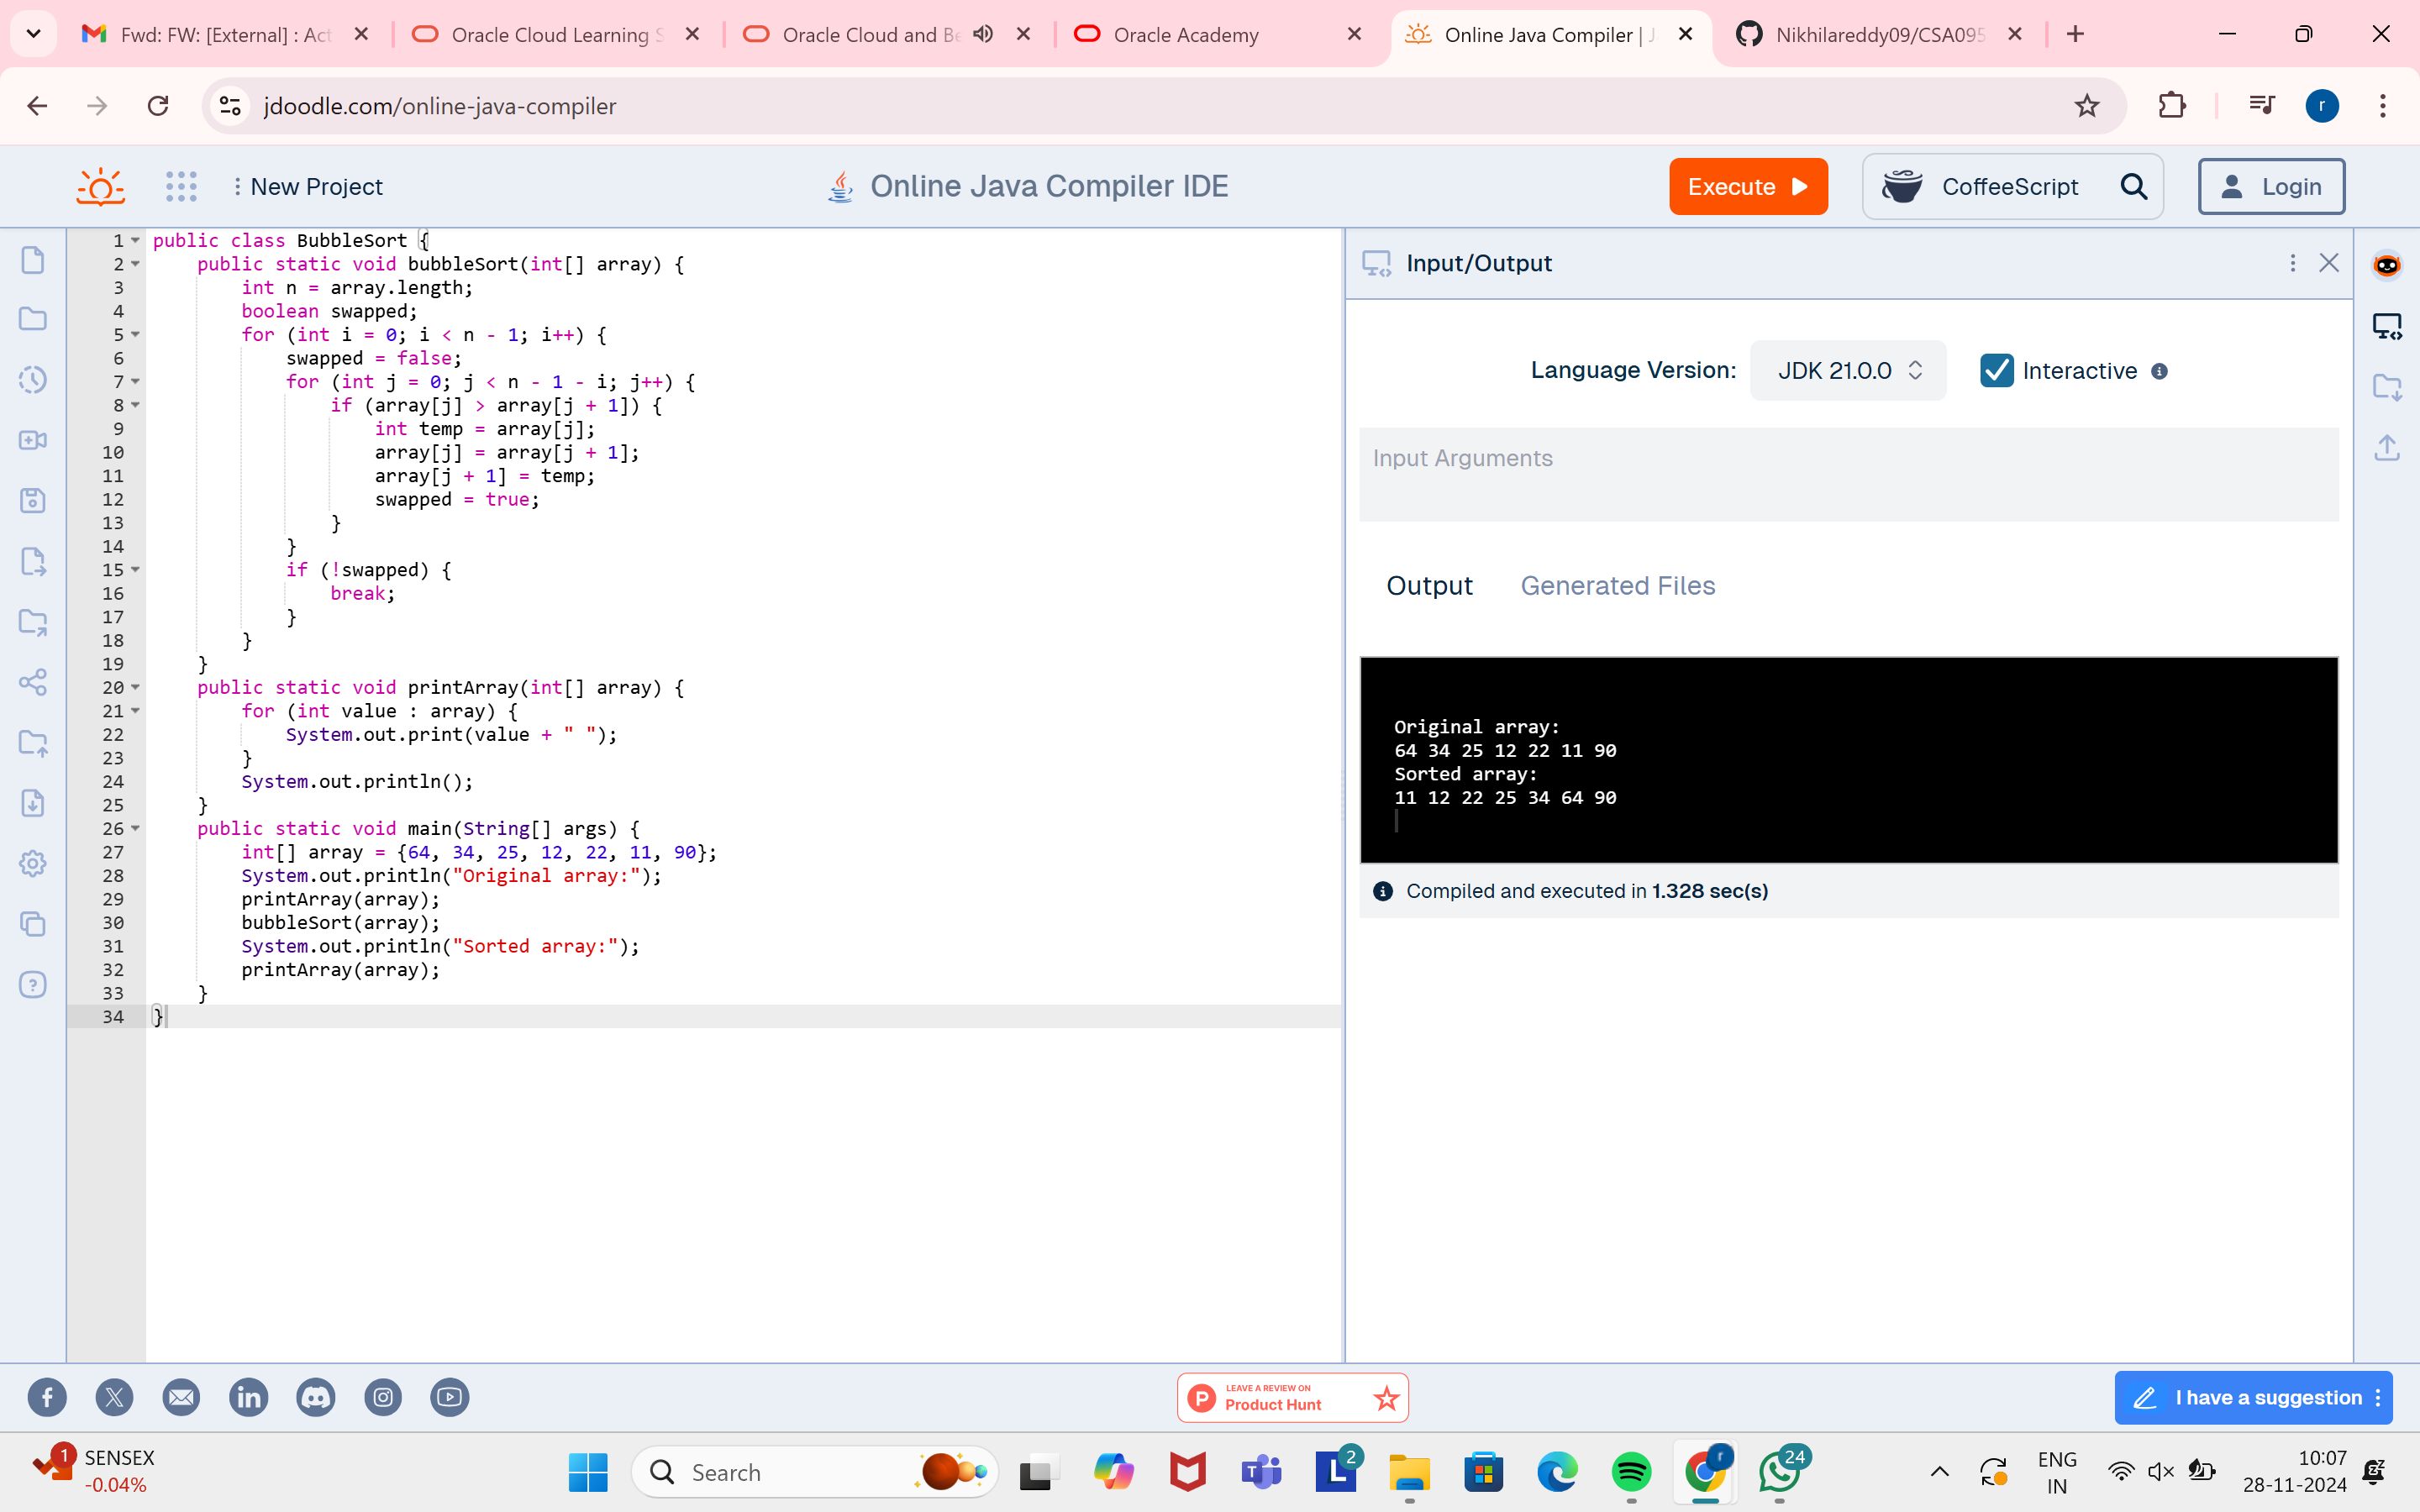 Fwd: FW: [External] : Act
Oracle Cloud Learning S
Oracle Cloud and Be
Oracle Academy
Online Java Compiler | J
Nikhilareddy09/CSA095
jdoodle.com/online-java-compiler
r
New Project
Online Java Compiler IDE
Execute
CoffeeScript
Login
1 public class BubbleSort {
2     public static void bubbleSort(int[] array) {
3         int n = array.length;
4         boolean swapped;
5         for (int i = 0; i < n - 1; i++) {
6             swapped = false;
7             for (int j = 0; j < n - 1 - i; j++) {
8                 if (array[j] > array[j + 1]) {
9                     int temp = array[j];
10                     array[j] = array[j + 1];
11                     array[j + 1] = temp;
12                     swapped = true;
13                 }
14             }
15             if (!swapped) {
16                 break;
17             }
18         }
19     }
20     public static void printArray(int[] array) {
21         for (int value : array) {
22             System.out.print(value + " ");
23         }
24         System.out.println();
25     }
26     public static void main(String[] args) {
27         int[] array = {64, 34, 25, 12, 22, 11, 90};
28         System.out.println("Original array:");
29         printArray(array);
30         bubbleSort(array);
31         System.out.println("Sorted array:");
32         printArray(array);
33     }
34 }
Input/Output
Language Version: JDK 21.0.0 Interactive
Input Arguments
Output Generated Files
Original array:
64 34 25 12 22 11 90
Sorted array:
11 12 22 25 34 64 90
Compiled and executed in 1.328 sec(s)
LEAVE A REVIEW ON
Product Hunt
I have a suggestion
1
SENSEX
-0.04%
Search
2
r
24
ENG
IN
10:07
28-11-2024